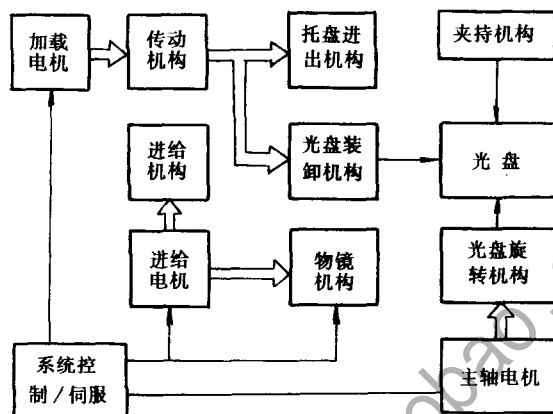 加载
电机
传动
机构
托盘进
出机构
夹持机构
进给
机构
光盘装
卸机构
光盘
进给
电机
物镜
机构
光盘旋
转机构
系统控
制/伺服
主轴电机
obao